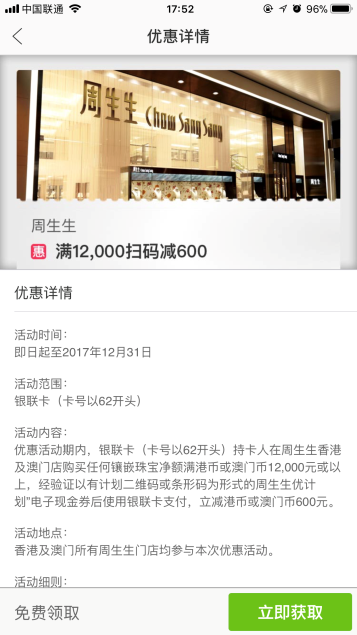 中国联通
17:52
96%
优惠详情
周生生 Chow Sang Sang
周生生
惠 满12,000扫码减600
优惠详情
活动时间：
即日起至2017年12月31日
活动范围：
银联卡（卡号以62开头）
活动内容：
优惠活动期内，银联卡（卡号以62开头）持卡人在周生生香港
及澳门店购买任何镶嵌珠宝净额满港币或澳门币12,000元或以
上，经验证以有计划二维码或条形码为形式的周生生优计
划"电子现金券后使用银联卡支付，立减港币或澳门币600元。
活动地点：
香港及澳门所有周生生门店均参与本次优惠活动。
活动细则：
免费领取
立即获取